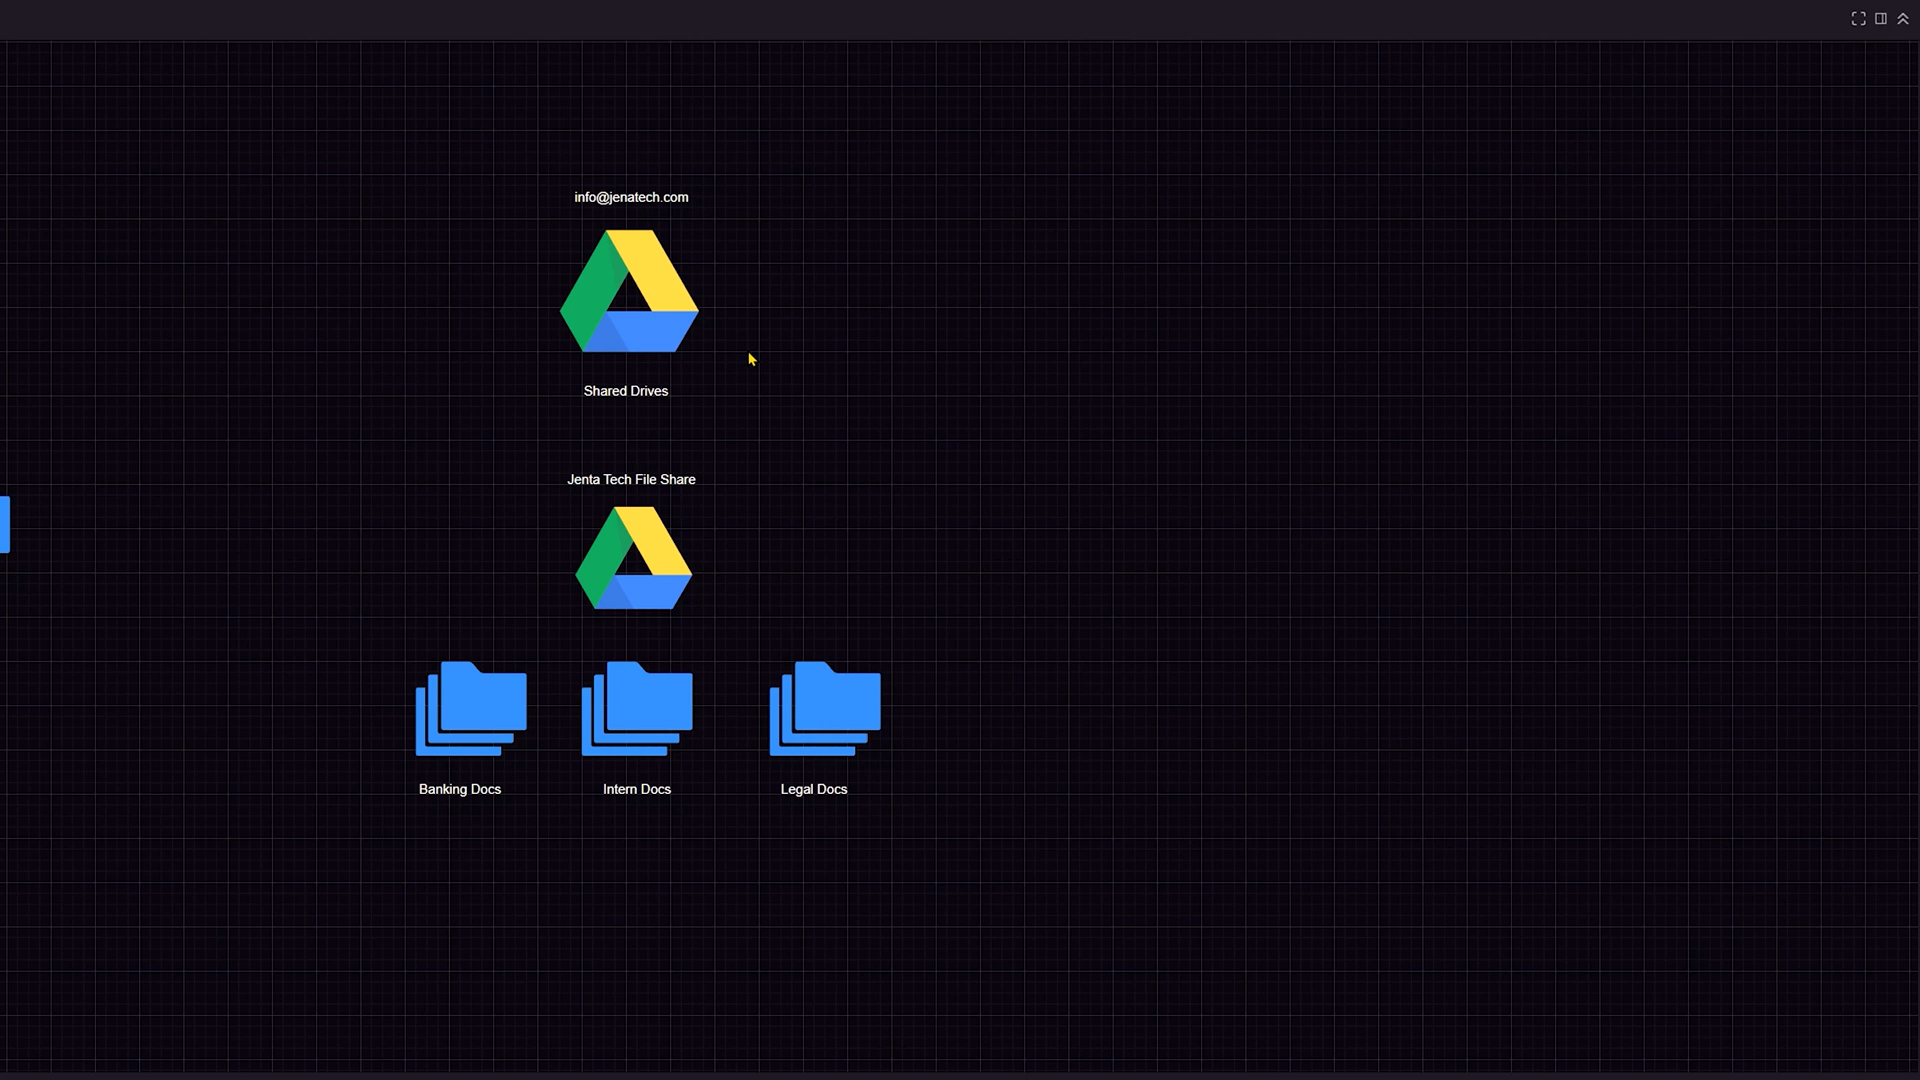 info@jenatech.com
Shared Drives
Jenta Tech File Share
Banking Docs
Intern Docs
Legal Docs